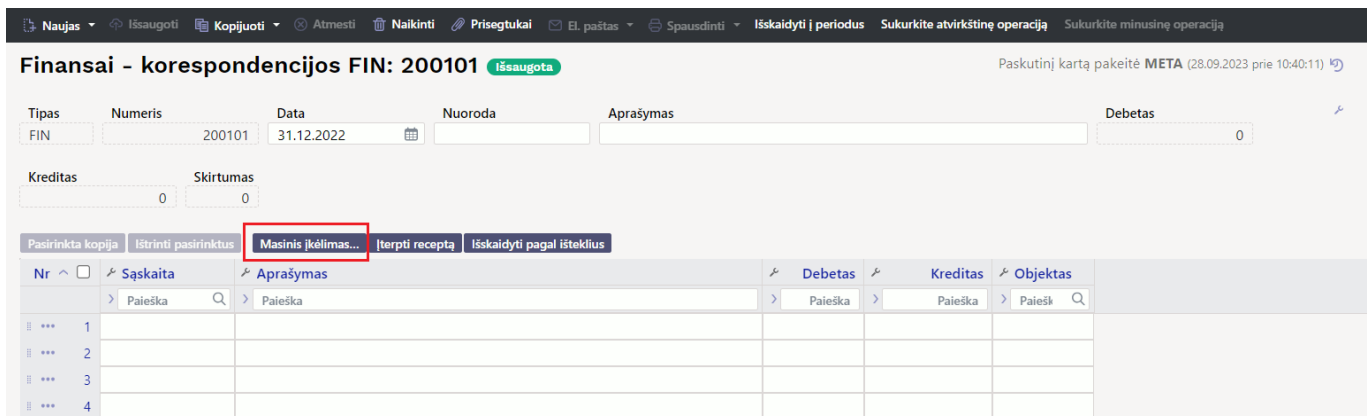 Naujas Išsaugoti Kopijuoti Atmesti Naikinti Prisegtukai El. paštas Spausdinti Išskaidyti į periodus Sukurkite atvirkštinę operaciją Sukurkite minusinę operaciją
Finansai - korespondencijos FIN: 200101 Išsaugota Paskutinį kartą pakeitė META (28.09.2023 prie 10:40:11)
Tipas Numeris Data Nuoroda Aprašymas Debetas
FIN 200101 31.12.2022 0
Kreditas Skirtumas
0 0
Pasirinkta kopija Ištrinti pasirinktus Masinis įkėlimas... Įterpti receptą Išskaidyti pagal išteklius
Nr Sąskaita Aprašymas Debetas Kreditas Objektas
Paieška Paieška Paieška Paieška Paiešk
1
2
3
4